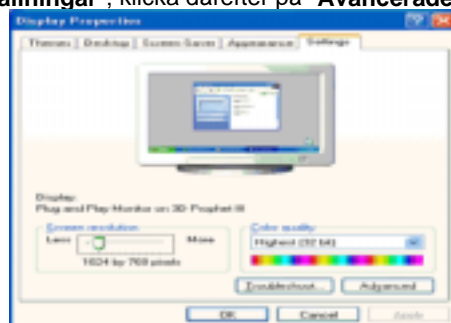 ällningar", klicka därefter på "Avancerade
Display Properties
Themes Desktop Screen Saver Appearance Settings
Display:
Plug and Play Monitor on 3D Prophet III
Screen resolution Color quality
Less More Highest (32 bit)
1024 by 768 pixels
Troubleshoot... Advanced
OK Cancel Apply